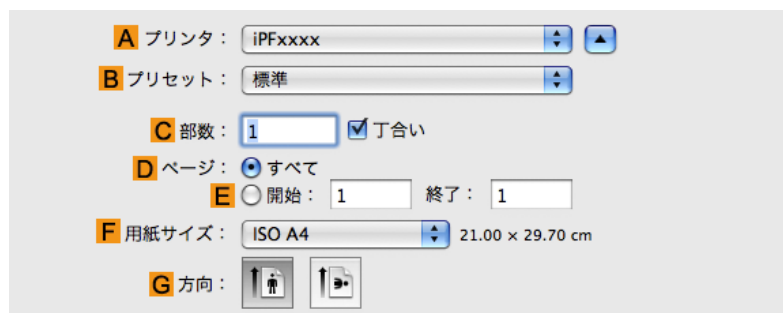 A プリンタ： iPFxxxx
B プリセット： 標準
C 部数： 1 丁合い
D ページ： すべて
E 開始： 1 終了： 1
F 用紙サイズ： ISO A4 21.00 × 29.70 cm
G 方向：